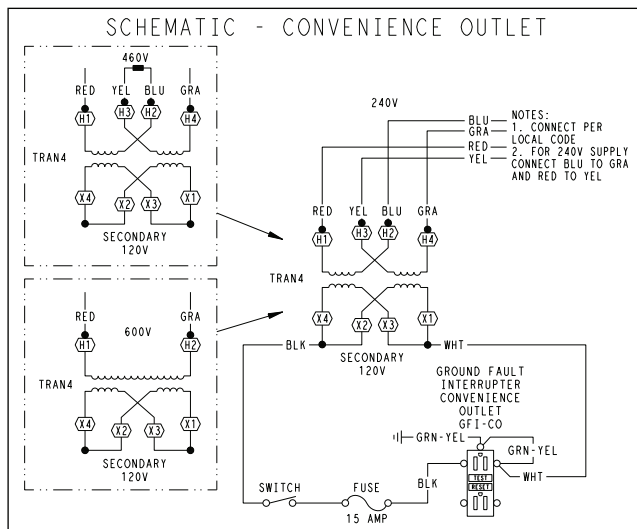 SCHEMATIC - CONVENIENCE OUTLET
460V
RED YEL BLU GRA
H1 H3 H2 H4
TRAN4
X4 X2 X3 X1
SECONDARY
120V
600V
RED GRA
H1 H2
TRAN4
X4 X2 X3 X1
SECONDARY
120V
240V
BLU
GRA
RED
YEL
NOTES:
1. CONNECT PER
LOCAL CODE
2. FOR 240V SUPPLY
CONNECT BLU TO GRA
AND RED TO YEL
RED YEL BLU GRA
H1 H3 H2 H4
TRAN4
X4 X2 X3 X1
BLK
WHT
SECONDARY
120V
GROUND FAULT
INTERRUPTER
CONVENIENCE
OUTLET
GFI-CO
GRN-YEL
GRN-YEL
WHT
TEST
RESET
BLK
SWITCH
FUSE
15 AMP